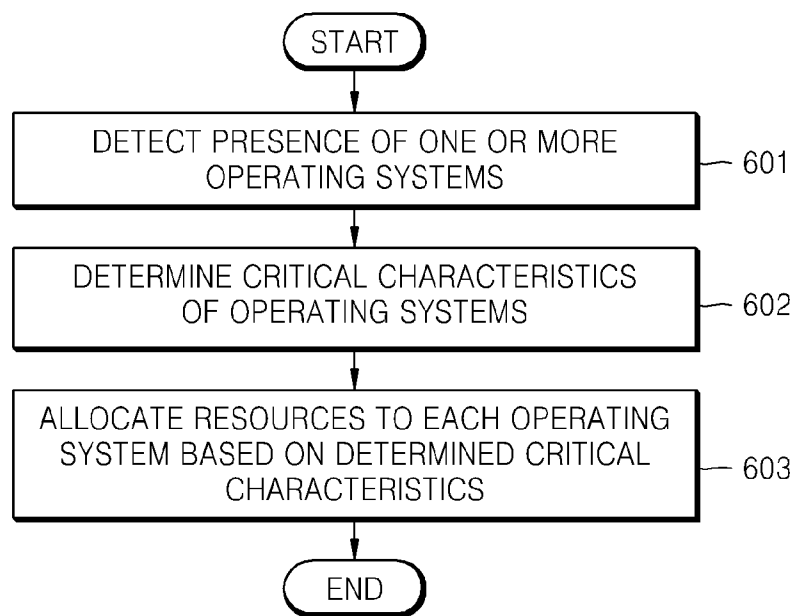 START
DETECT PRESENCE OF ONE OR MORE
OPERATING SYSTEMS
601
DETERMINE CRITICAL CHARACTERISTICS
OF OPERATING SYSTEMS
602
ALLOCATE RESOURCES TO EACH OPERATING
SYSTEM BASED ON DETERMINED CRITICAL
CHARACTERISTICS
603
END